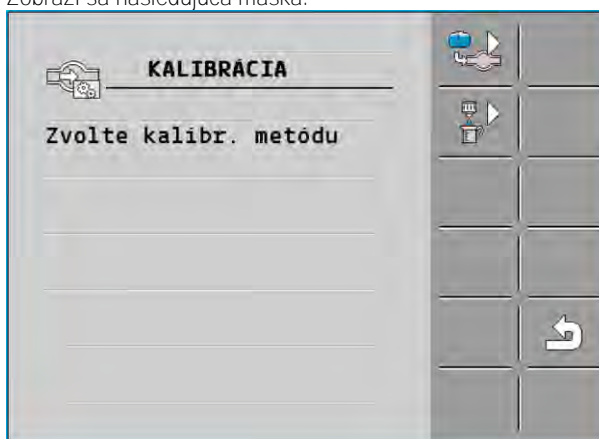 Zobrazí sa nasledujúca maska:
KALIBRÁCIA
Zvolte kalibr. metódu